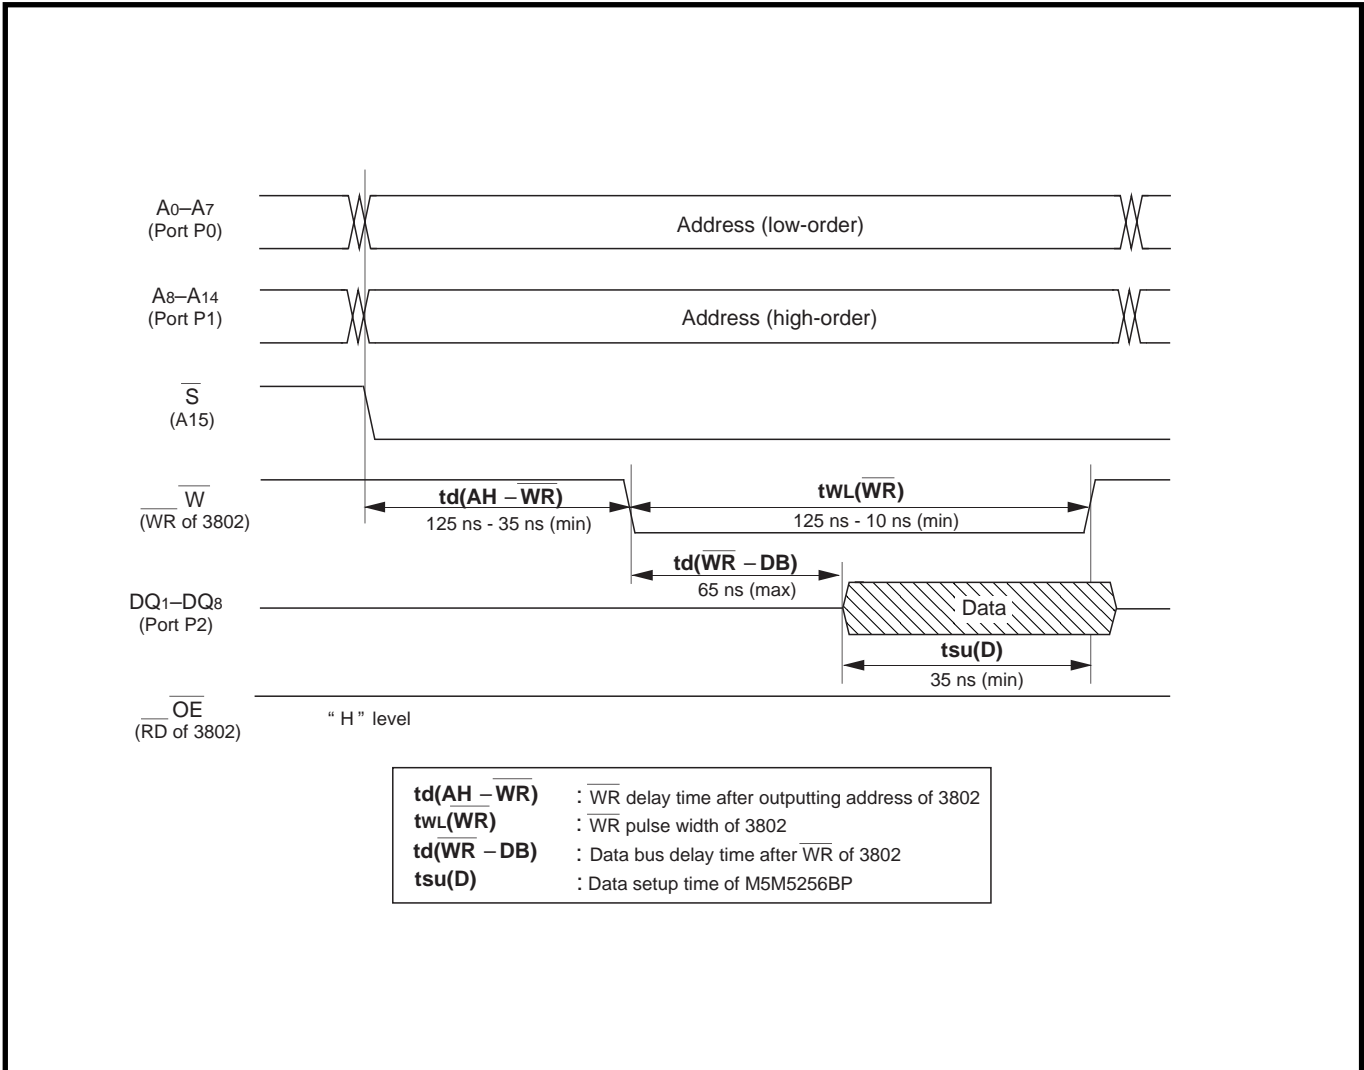 A0–A7
(Port P0)
Address (low-order)
A8–A14
(Port P1)
Address (high-order)
S
(A15)
W
(WR of 3802)
td(AH – WR)
125 ns - 35 ns (min)
tWL(WR)
125 ns - 10 ns (min)
td(WR – DB)
65 ns (max)
DQ1–DQ8
(Port P2)
Data
tsu(D)
35 ns (min)
OE
(RD of 3802)
“ H ” level
td(AH – WR) : WR delay time after outputting address of 3802
tWL(WR) : WR pulse width of 3802
td(WR – DB) : Data bus delay time after WR of 3802
tsu(D) : Data setup time of M5M5256BP